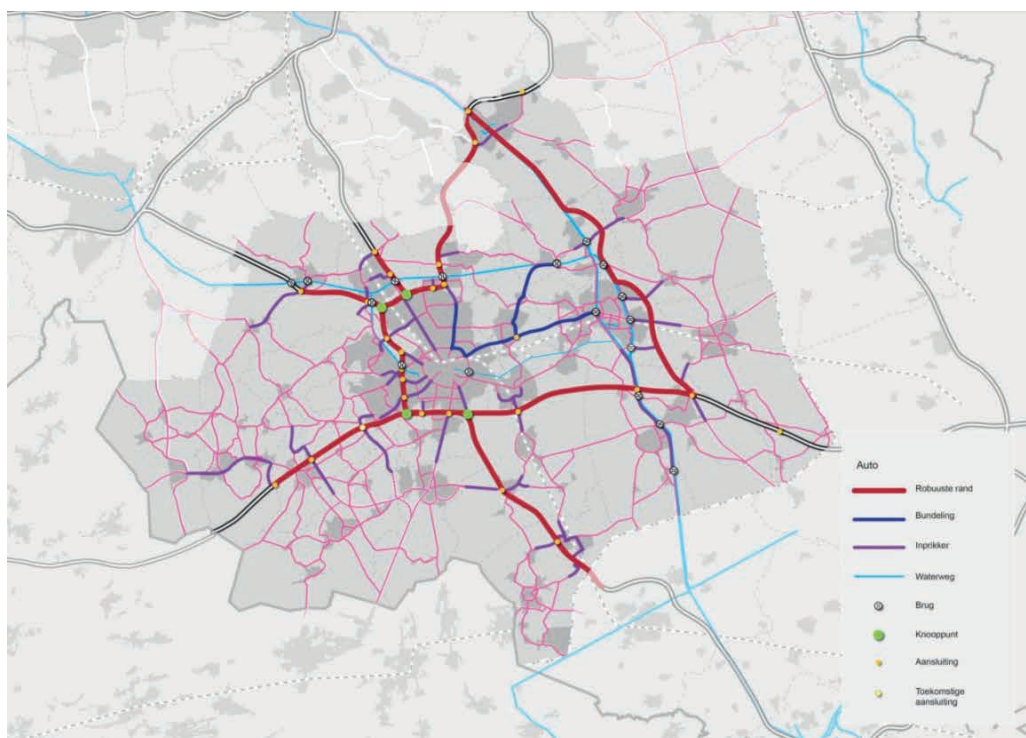 Auto
Robuuste rand
Bundeling
Inprikker
Waterweg
Brug
Knooppunt
Aansluiting
Toekomstige
aansluiting